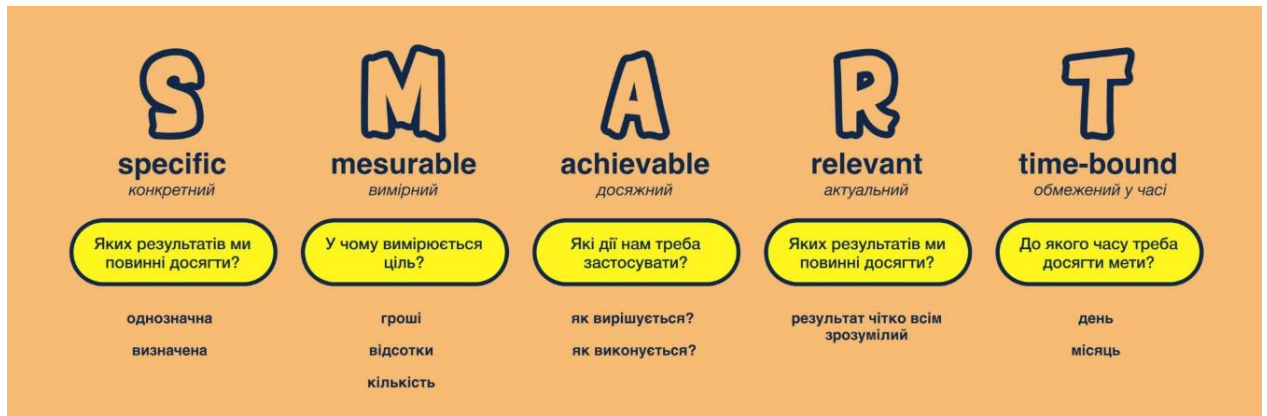 S
specific
конкретний
Яких результатів ми
повинні досягти?
однозначна
визначена
M
mesurable
вимірний
У чому вимірюється
ціль?
гроші
відсотки
кількість
A
achievable
досяжний
Які дії нам треба
застосувати?
як вирішується?
як виконується?
R
relevant
актуальний
Яких результатів ми
повинні досягти?
результат чітко всім
зрозумілий
T
time-bound
обмежений у часі
До якого часу треба
досягти мети?
день
місяць